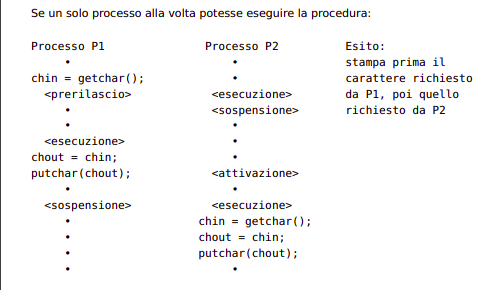 Se un solo processo alla volta potesse eseguire la procedura:
Processo P1 Processo P2 Esito:
• • stampa prima il
chin = getchar(); • carattere richiesto
<prerilascio> <esecuzione> da P1, poi quello
• <sospensione> richiesto da P2
• •
<esecuzione> •
chout = chin; •
putchar(chout); <attivazione>
• •
<sospensione> <esecuzione>
• chin = getchar();
• chout = chin;
• putchar(chout);
• •